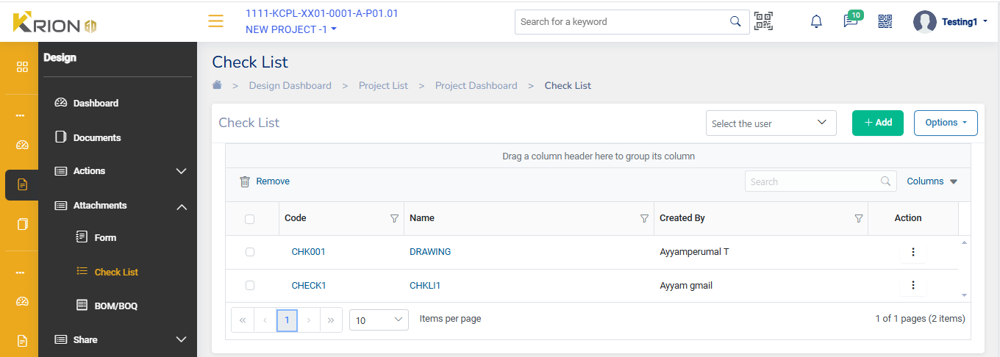 KRION
1111-KCPL-XX01-0001-A-P01.01
NEW PROJECT -1
Search for a keyword
10
Testing1
Design
Dashboard
Documents
Actions
Attachments
Form
Check List
BOM/BOQ
Share
Check List
> Design Dashboard > Project List > Project Dashboard > Check List
Check List
Select the user
+ Add
Options
Drag a column header here to group its column
Remove
Search
Columns
Code Name Created By Action
CHK001 DRAWING Ayyamperumal T
CHECK1 CHKLI1 Ayyam gmail
« ‹ 1 › » 10 Items per page 1 of 1 pages (2 items)